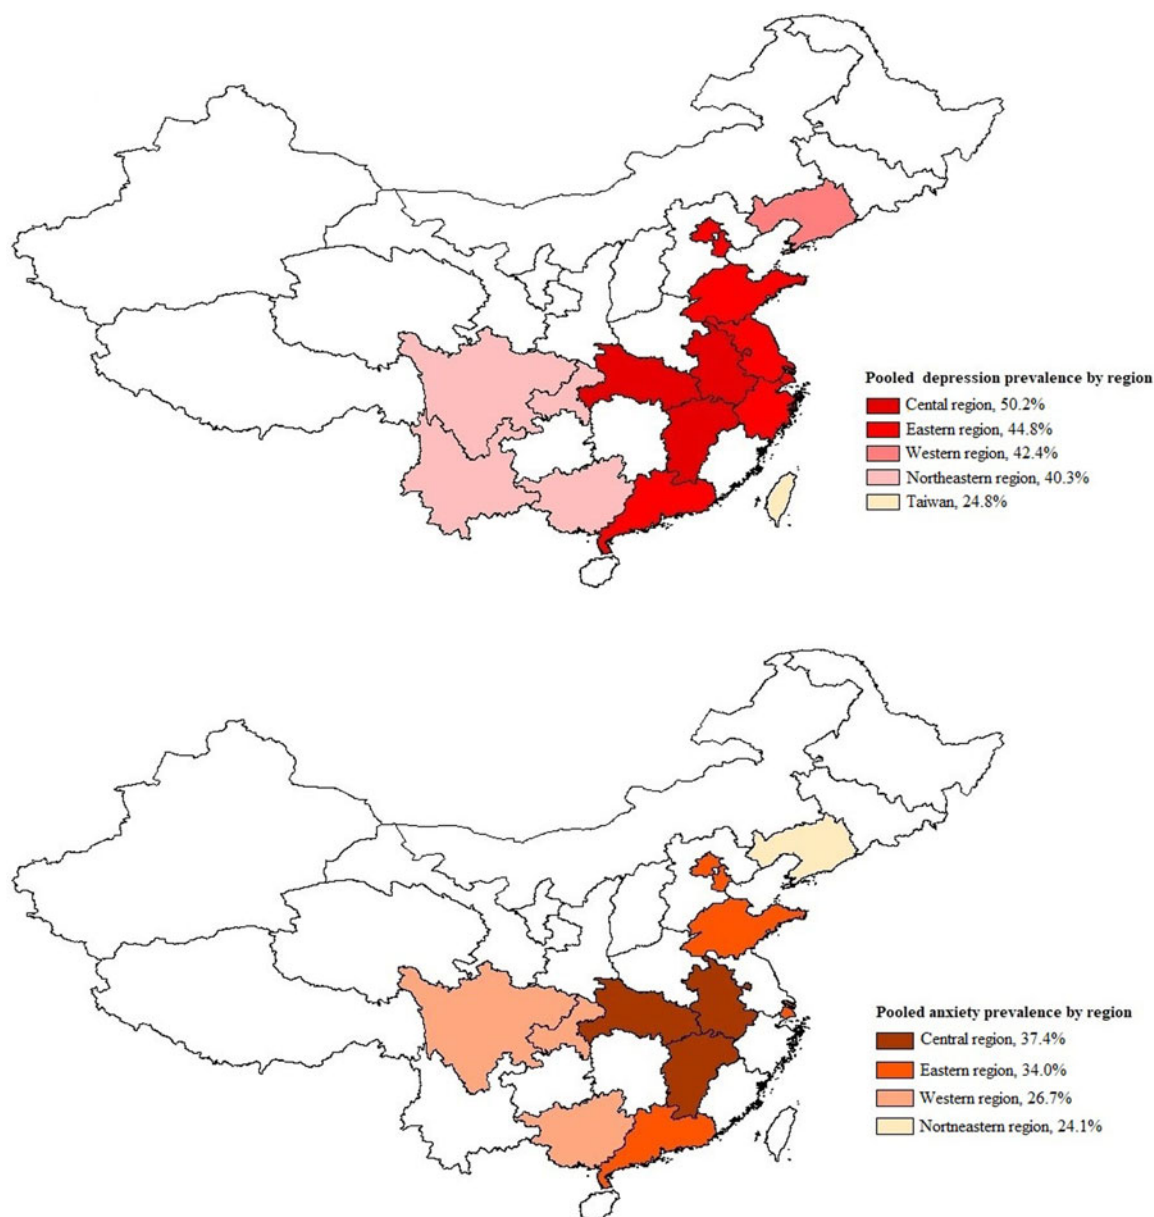 Pooled depression prevalence by region
Cental region, 50.2%
Eastern region, 44.8%
Western region, 42.4%
Northeastern region, 40.3%
Taiwan, 24.8%
Pooled anxiety prevalence by region
Central region, 37.4%
Eastern region, 34.0%
Western region, 26.7%
Nortneastern region, 24.1%